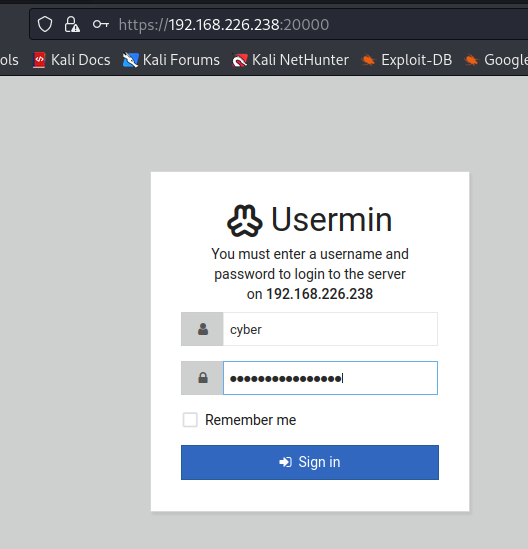 https://192.168.226.238:20000
ols Kali Docs Kali Forums Kali NetHunter Exploit-DB Google
Usermin
You must enter a username and
password to login to the server
on 192.168.226.238
cyber
●●●●●●●●●●●●●●●●
Remember me
Sign in